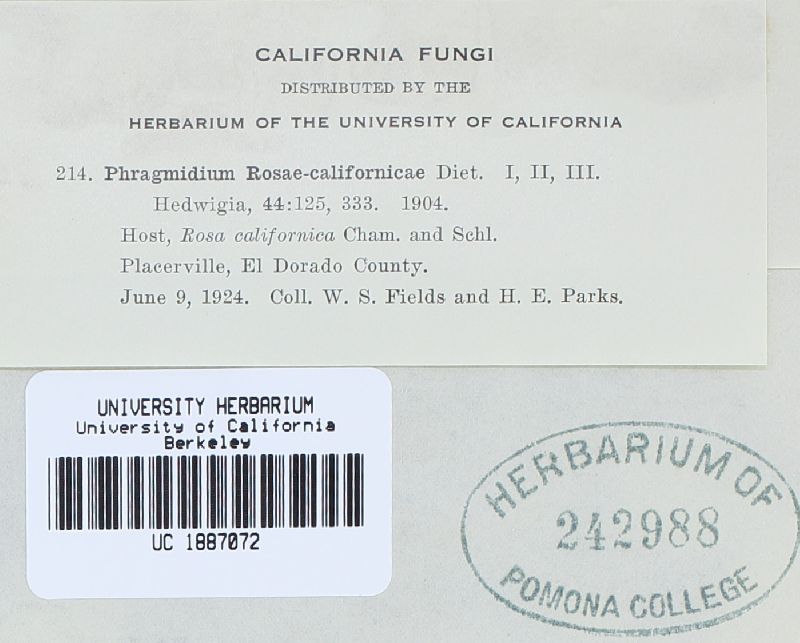 CALIFORNIA FUNGI
DISTRIBUTED BY THE
HERBARIUM OF THE UNIVERSITY OF CALIFORNIA
214. Phragmidium Rosae-californicae Diet. I, II, III.
Hedwigia, 44:125, 333. 1904.
Host, Rosa californica Cham. and Schl.
Placerville, El Dorado County.
June 9, 1924. Coll. W. S. Fields and H. E. Parks.
UNIVERSITY HERBARIUM
University of California
Berkeley
UC 1887072
HERBARIUM OF
242988
POMONA COLLEGE